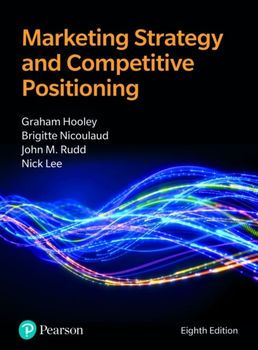 Marketing Strategy
and Competitive
Positioning
Graham Hooley
Brigitte Nicoulaud
John M. Rudd
Nick Lee
Pearson
Eighth Edition